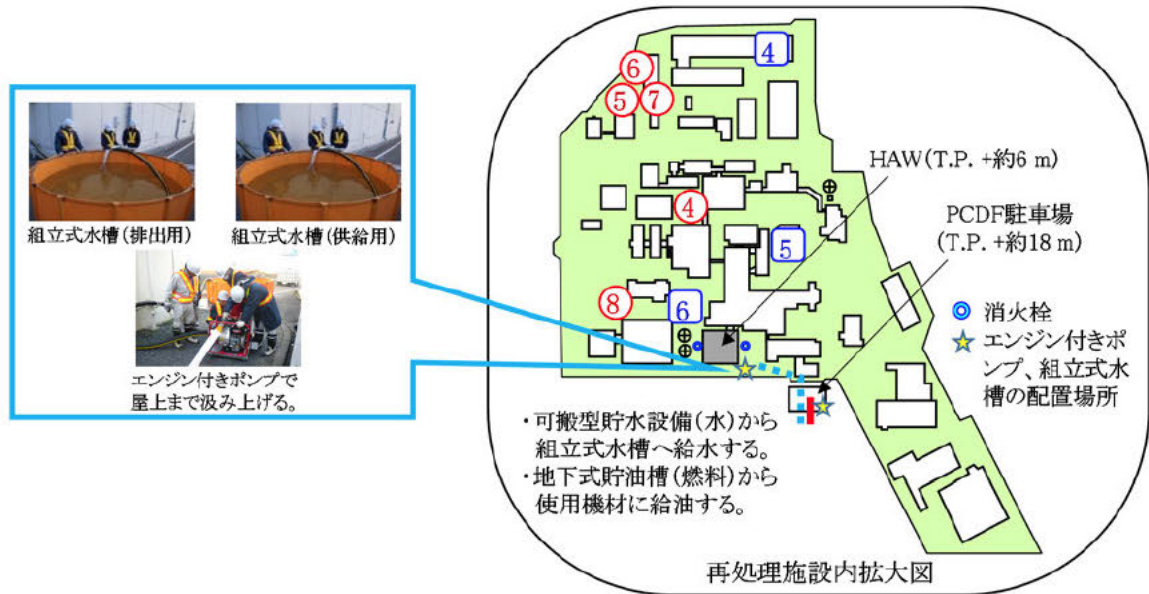 組立式水槽(排出用)
組立式水槽(供給用)
エンジン付きポンプで
屋上まで汲み上げる。
④
⑥
⑤
⑦
④
⑤
⑧
⑥
HAW(T.P. +約6 m)
PCDF駐車場
(T.P. +約18 m)
消火栓
エンジン付きポ
ンプ、組立式水
槽の配置場所
・可搬型貯水設備(水)から
組立式水槽へ給水する。
・地下式貯油槽(燃料)から
使用機材に給油する。
再処理施設内拡大図